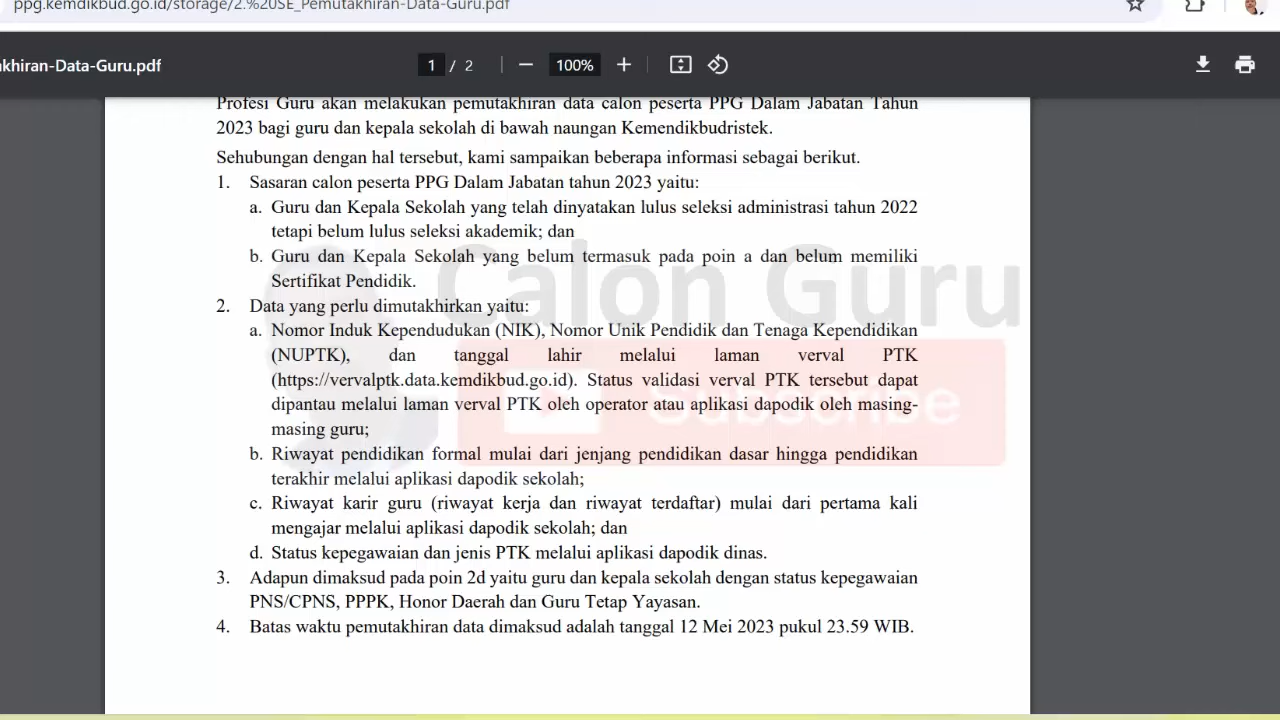 ppg.kemdikbud.go.id/storage/2.%20SE_Pemutakhiran-Data-Guru.pdf
akhiran-Data-Guru.pdf
1 / 2
100%
Profesi Guru akan melakukan pemutakhiran data calon peserta PPG Dalam Jabatan Tahun
2023 bagi guru dan kepala sekolah di bawah naungan Kemendikbudristek.
Sehubungan dengan hal tersebut, kami sampaikan beberapa informasi sebagai berikut.
1. Sasaran calon peserta PPG Dalam Jabatan tahun 2023 yaitu:
a. Guru dan Kepala Sekolah yang telah dinyatakan lulus seleksi administrasi tahun 2022
tetapi belum lulus seleksi akademik; dan
b. Guru dan Kepala Sekolah yang belum termasuk pada poin a dan belum memiliki
Sertifikat Pendidik.
Calon Guru
2. Data yang perlu dimutakhirkan yaitu:
a. Nomor Induk Kependudukan (NIK), Nomor Unik Pendidik dan Tenaga Kependidikan
(NUPTK), dan tanggal lahir melalui laman verval PTK
(https://vervalptk.data.kemdikbud.go.id). Status validasi verval PTK tersebut dapat
dipantau melalui laman verval PTK oleh operator atau aplikasi dapodik oleh masing-
masing guru;
Subscribe
b. Riwayat pendidikan formal mulai dari jenjang pendidikan dasar hingga pendidikan
terakhir melalui aplikasi dapodik sekolah;
c. Riwayat karir guru (riwayat kerja dan riwayat terdaftar) mulai dari pertama kali
mengajar melalui aplikasi dapodik sekolah; dan
d. Status kepegawaian dan jenis PTK melalui aplikasi dapodik dinas.
3. Adapun dimaksud pada poin 2d yaitu guru dan kepala sekolah dengan status kepegawaian
PNS/CPNS, PPPK, Honor Daerah dan Guru Tetap Yayasan.
4. Batas waktu pemutakhiran data dimaksud adalah tanggal 12 Mei 2023 pukul 23.59 WIB.